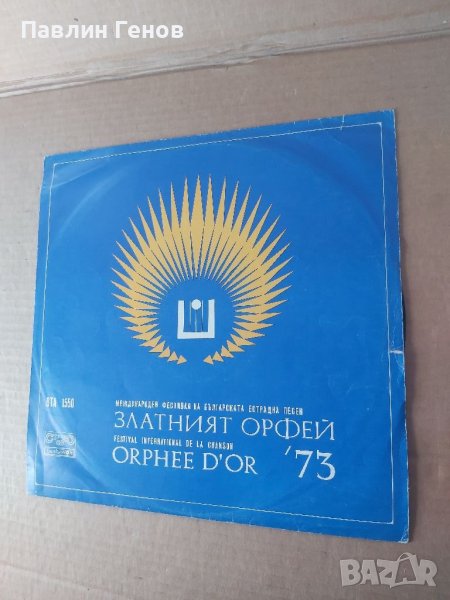 Павлин Генов
МЕЖДУНАРОДЕН ФЕСТИВАЛ НА БЪЛГАРСКАТА ЕСТРАДНА ПЕСЕН
ВТА 1550
ЗЛАТНИЯТ ОРФЕЙ
FESTIVAL INTERNATIONAL DE LA CHANSON
ORPHEE D'OR '73
BAZAR